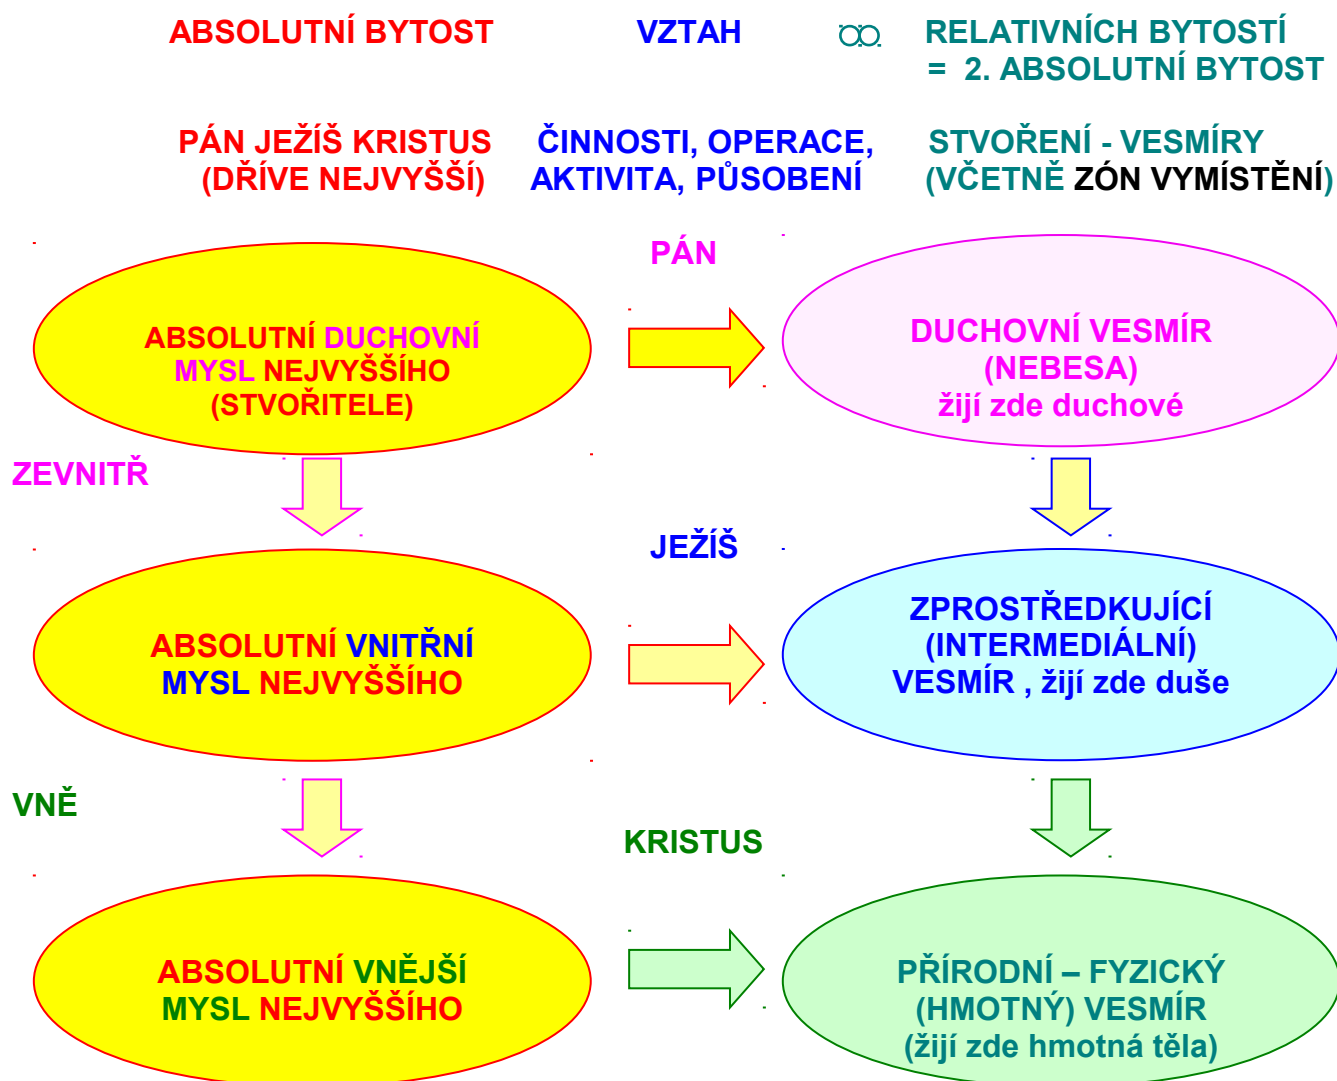 ABSOLUTNÍ BYTOST VZTAH ∞ RELATIVNÍCH BYTOSTÍ
= 2. ABSOLUTNÍ BYTOST
PÁN JEŽÍŠ KRISTUS ČINNOSTI, OPERACE, STVOŘENÍ - VESMÍRY
(DŘÍVE NEJVYŠŠÍ) AKTIVITA, PŮSOBENÍ (VČETNĚ ZÓN VYMÍSTĚNÍ)
PÁN
ABSOLUTNÍ DUCHOVNÍ
MYSL NEJVYŠŠÍHO
(STVOŘITELE)
DUCHOVNÍ VESMÍR
(NEBESA)
žijí zde duchové
ZEVNITŘ
JEŽÍŠ
ABSOLUTNÍ VNITŘNÍ
MYSL NEJVYŠŠÍHO
ZPROSTŘEDKUJÍCÍ
(INTERMEDIÁLNÍ)
VESMÍR , žijí zde duše
VNĚ
KRISTUS
ABSOLUTNÍ VNĚJŠÍ
MYSL NEJVYŠŠÍHO
PŘÍRODNÍ – FYZICKÝ
(HMOTNÝ) VESMÍR
(žijí zde hmotná těla)